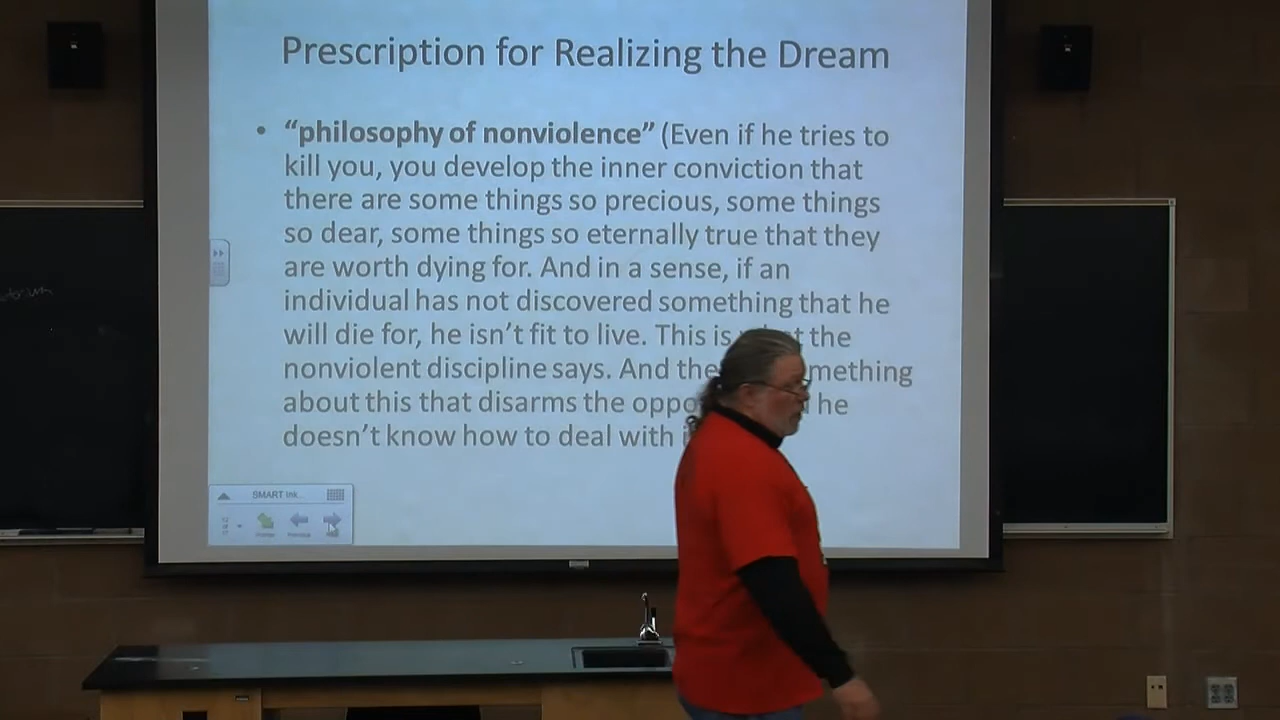 Prescription for Realizing the Dream
• “philosophy of nonviolence” (Even if he tries to
kill you, you develop the inner conviction that
there are some things so precious, some things
so dear, some things so eternally true that they
are worth dying for. And in a sense, if an
individual has not discovered something that he
will die for, he isn’t fit to live. This is the
nonviolent discipline says. And
about this that disarms the he
doesn’t know how to deal with
SMART Ink...
Pointer Previous